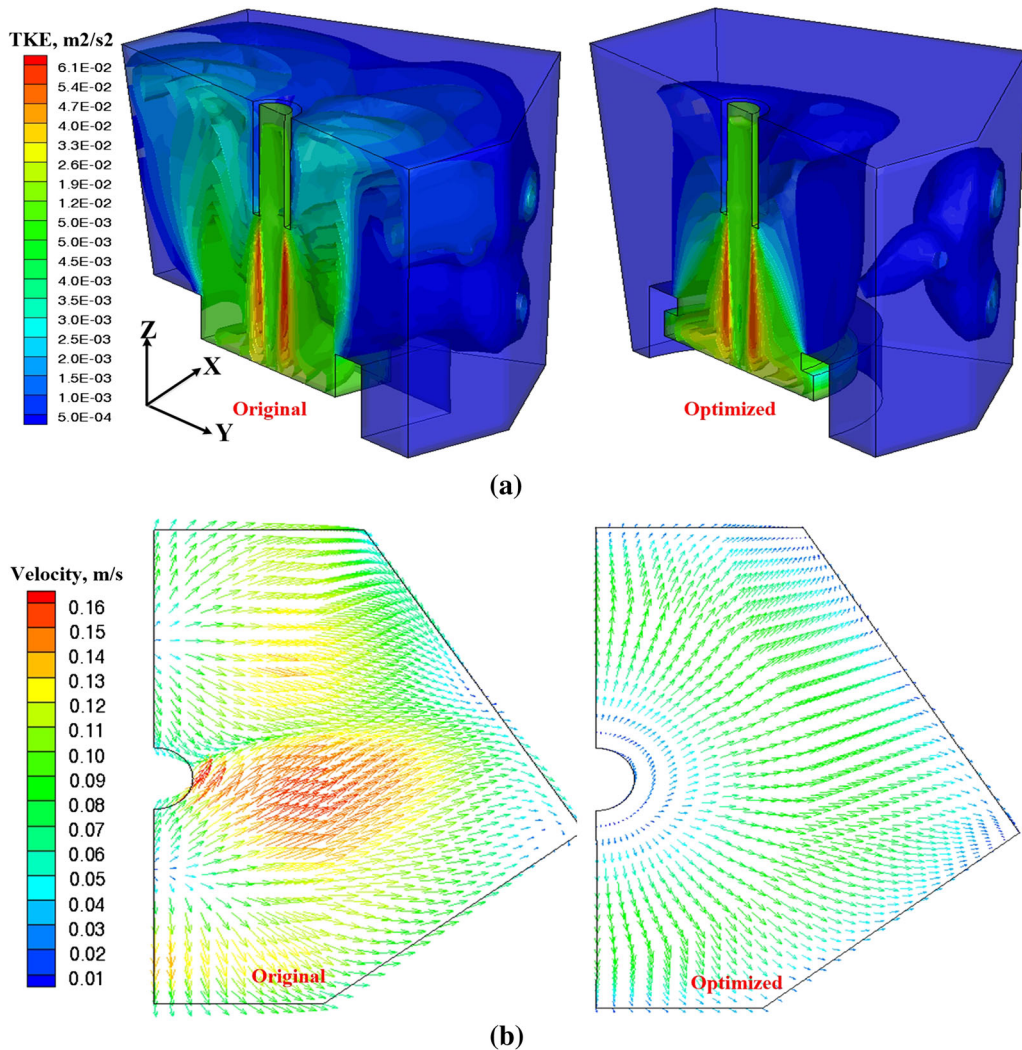 TKE, m2/s2
6.1E-02
5.4E-02
4.7E-02
4.0E-02
3.3E-02
2.6E-02
1.9E-02
5.0E-03
5.0E-03
4.5E-03
4.0E-03
3.5E-03
3.0E-03
2.5E-03
2.0E-03
1.5E-03
1.0E-03
5.0E-04
Z
X
Y
Original
Optimized
(a)
Velocity, m/s
0.16
0.15
0.14
0.13
0.12
0.11
0.10
0.09
0.08
0.07
0.06
0.05
0.04
0.03
0.02
0.01
Original
Optimized
(b)